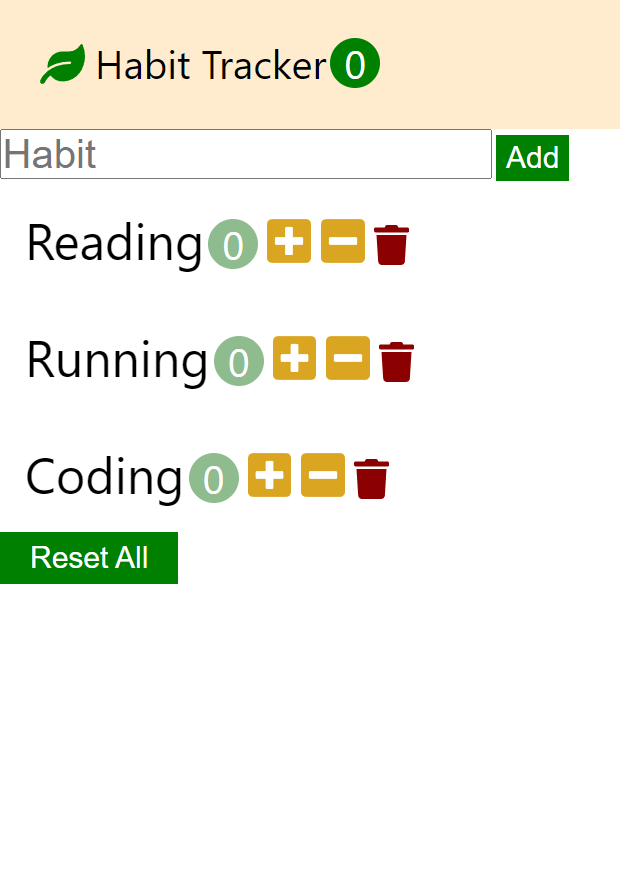 Habit Tracker 0
Habit Add
Reading 0
Running 0
Coding 0
Reset All